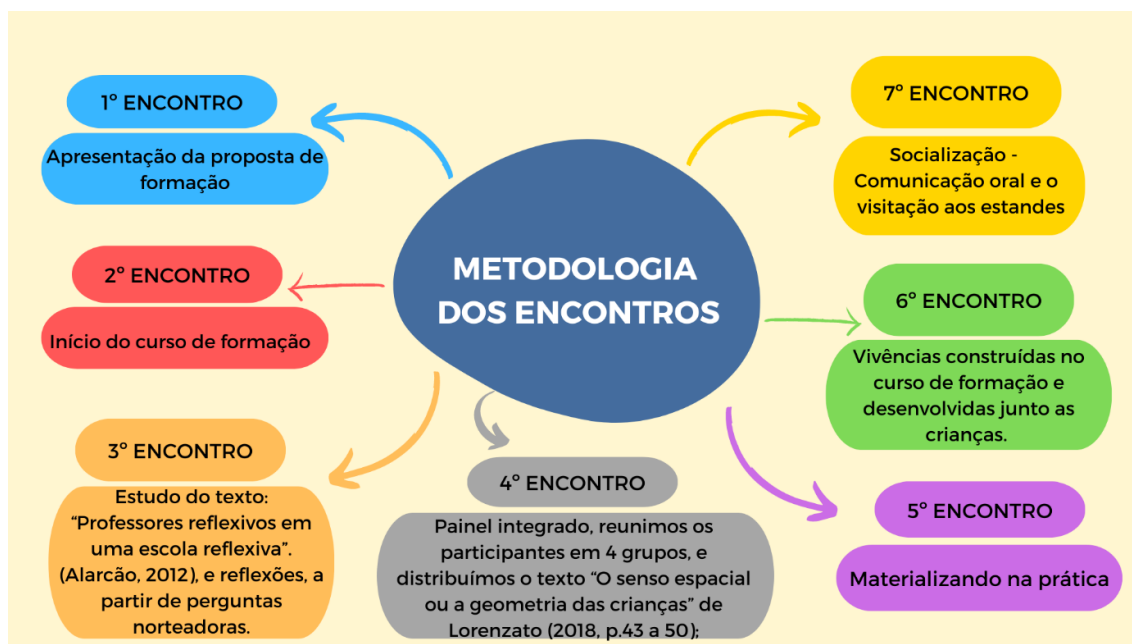 METODOLOGIA
DOS ENCONTROS
1º ENCONTRO
Apresentação da proposta de
formação
2º ENCONTRO
Início do curso de formação
3º ENCONTRO
Estudo do texto:
“Professores reflexivos em
uma escola reflexiva”.
(Alarcão, 2012), e reflexões, a
partir de perguntas
norteadoras.
4º ENCONTRO
Painel integrado, reunimos os
participantes em 4 grupos, e
distribuímos o texto “O senso espacial
ou a geometria das crianças” de
Lorenzato (2018, p.43 a 50);
5º ENCONTRO
Materializando na prática
6º ENCONTRO
Vivências construídas no
curso de formação e
desenvolvidas junto as
crianças.
7º ENCONTRO
Socialização -
Comunicação oral e o
visitação aos estandes